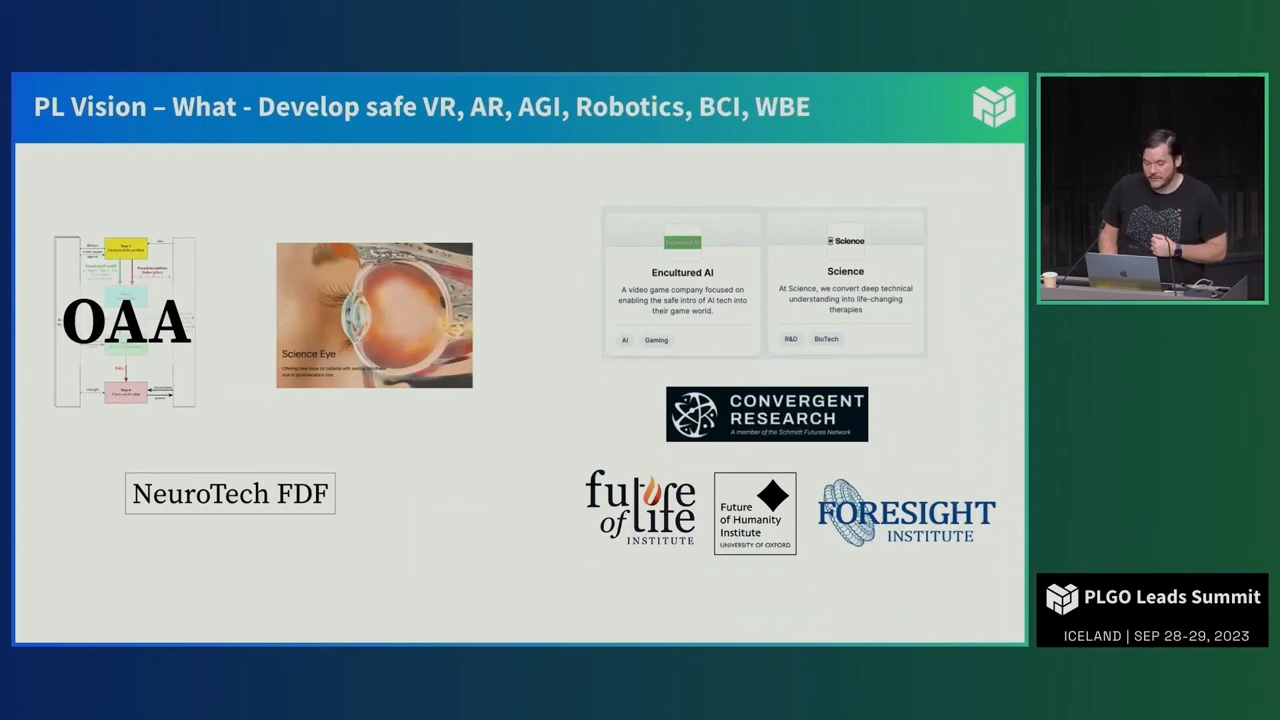 PL Vision – What - Develop safe VR, AR, AGI, Robotics, BCI, WBE
OAA
Science Eye
Encultured AI
A video game company focused on
enabling the safe intro of AI tech into
their game world.
AI
Gaming
Science
Science
At Science, we convert deep technical
understanding into life-changing
therapies
R&D
BioTech
CONVERGENT
RESEARCH
A member of the Schmidt Futures Network
NeuroTech FDF
future
of life
INSTITUTE
Future
of Humanity
Institute
UNIVERSITY OF OXFORD
FORESIGHT
INSTITUTE
PLGO Leads Summit
ICELAND | SEP 28-29, 2023